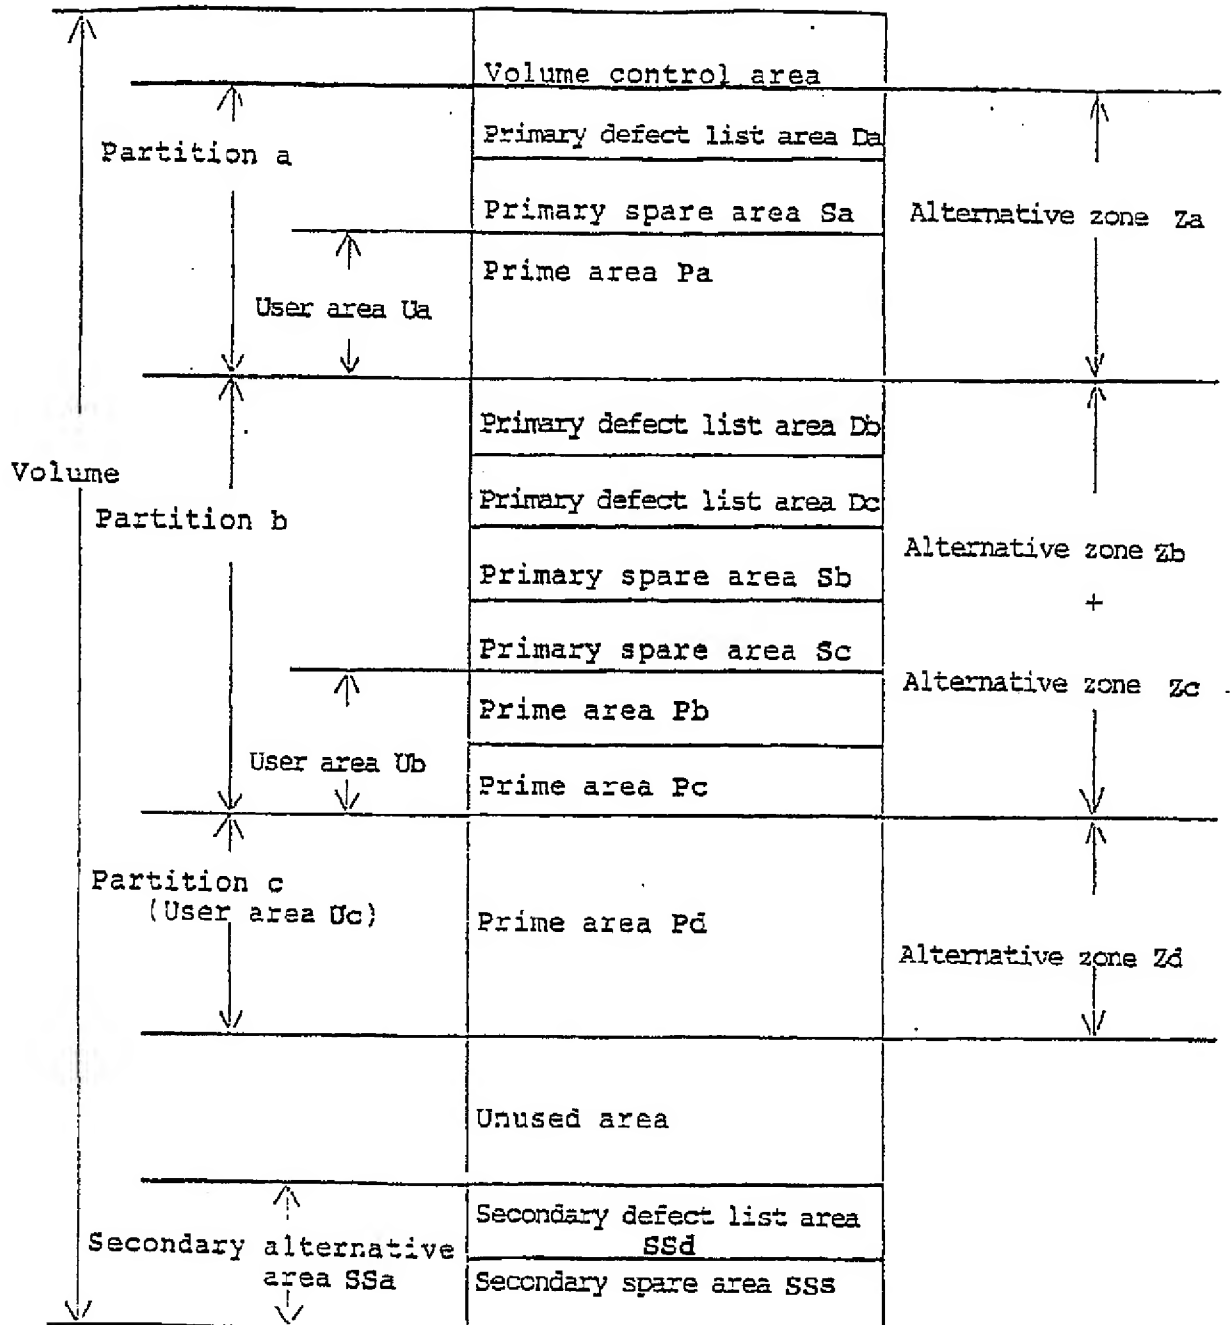 Volume control area
Primary defect list area Da
Partition a
Primary spare area Sa
Alternative zone Za
Prime area Pa
User area Ua
Primary defect list area Db
Volume
Primary defect list area Dc
Partition b
Alternative zone Zb
Primary spare area Sb
+
Primary spare area Sc
Alternative zone Zc
Prime area Pb
User area Ub
Prime area Pc
Partition c
(User area Uc)
Prime area Pd
Alternative zone Zd
Unused area
Secondary defect list area
SSd
Secondary alternative
area SSa
Secondary spare area SSs